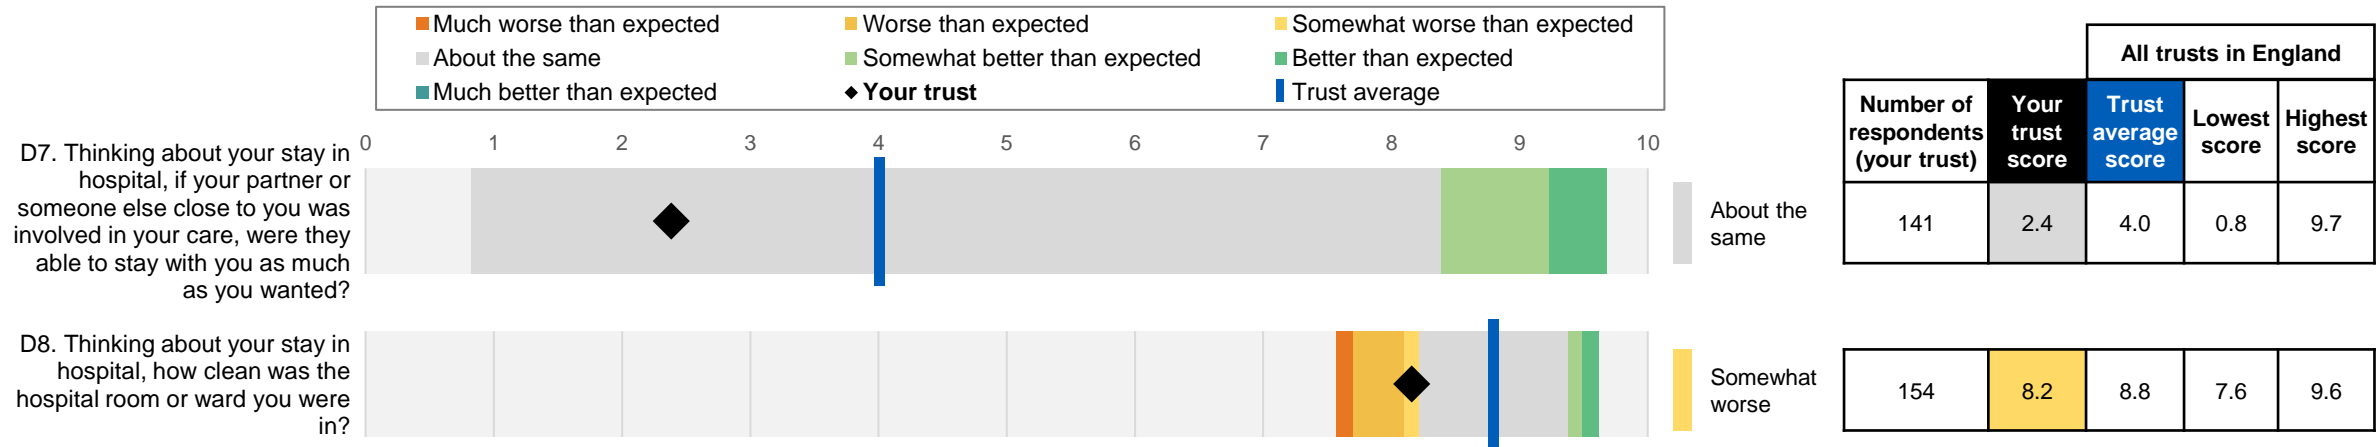 Much worse than expected
Worse than expected
Somewhat worse than expected
About the same
Somewhat better than expected
Better than expected
Much better than expected
Your trust
Trust average
All trusts in England
Number of
respondents
(your trust)
Your
trust
score
Trust
average
score
Lowest
score
Highest
score
0 1 2 3 4 5 6 7 8 9 10
D7. Thinking about your stay in
hospital, if your partner or
someone else close to you was
involved in your care, were they
able to stay with you as much
as you wanted?
About the
same
141 2.4 4.0 0.8 9.7
D8. Thinking about your stay in
hospital, how clean was the
hospital room or ward you were
in?
Somewhat
worse
154 8.2 8.8 7.6 9.6